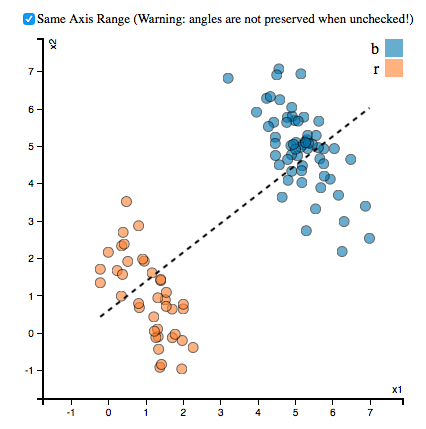 Same Axis Range (Warning: angles are not preserved when unchecked!)
x2
b
r
7
6
5
4
3
2
1
0
-1
x1
-1 0 1 2 3 4 5 6 7